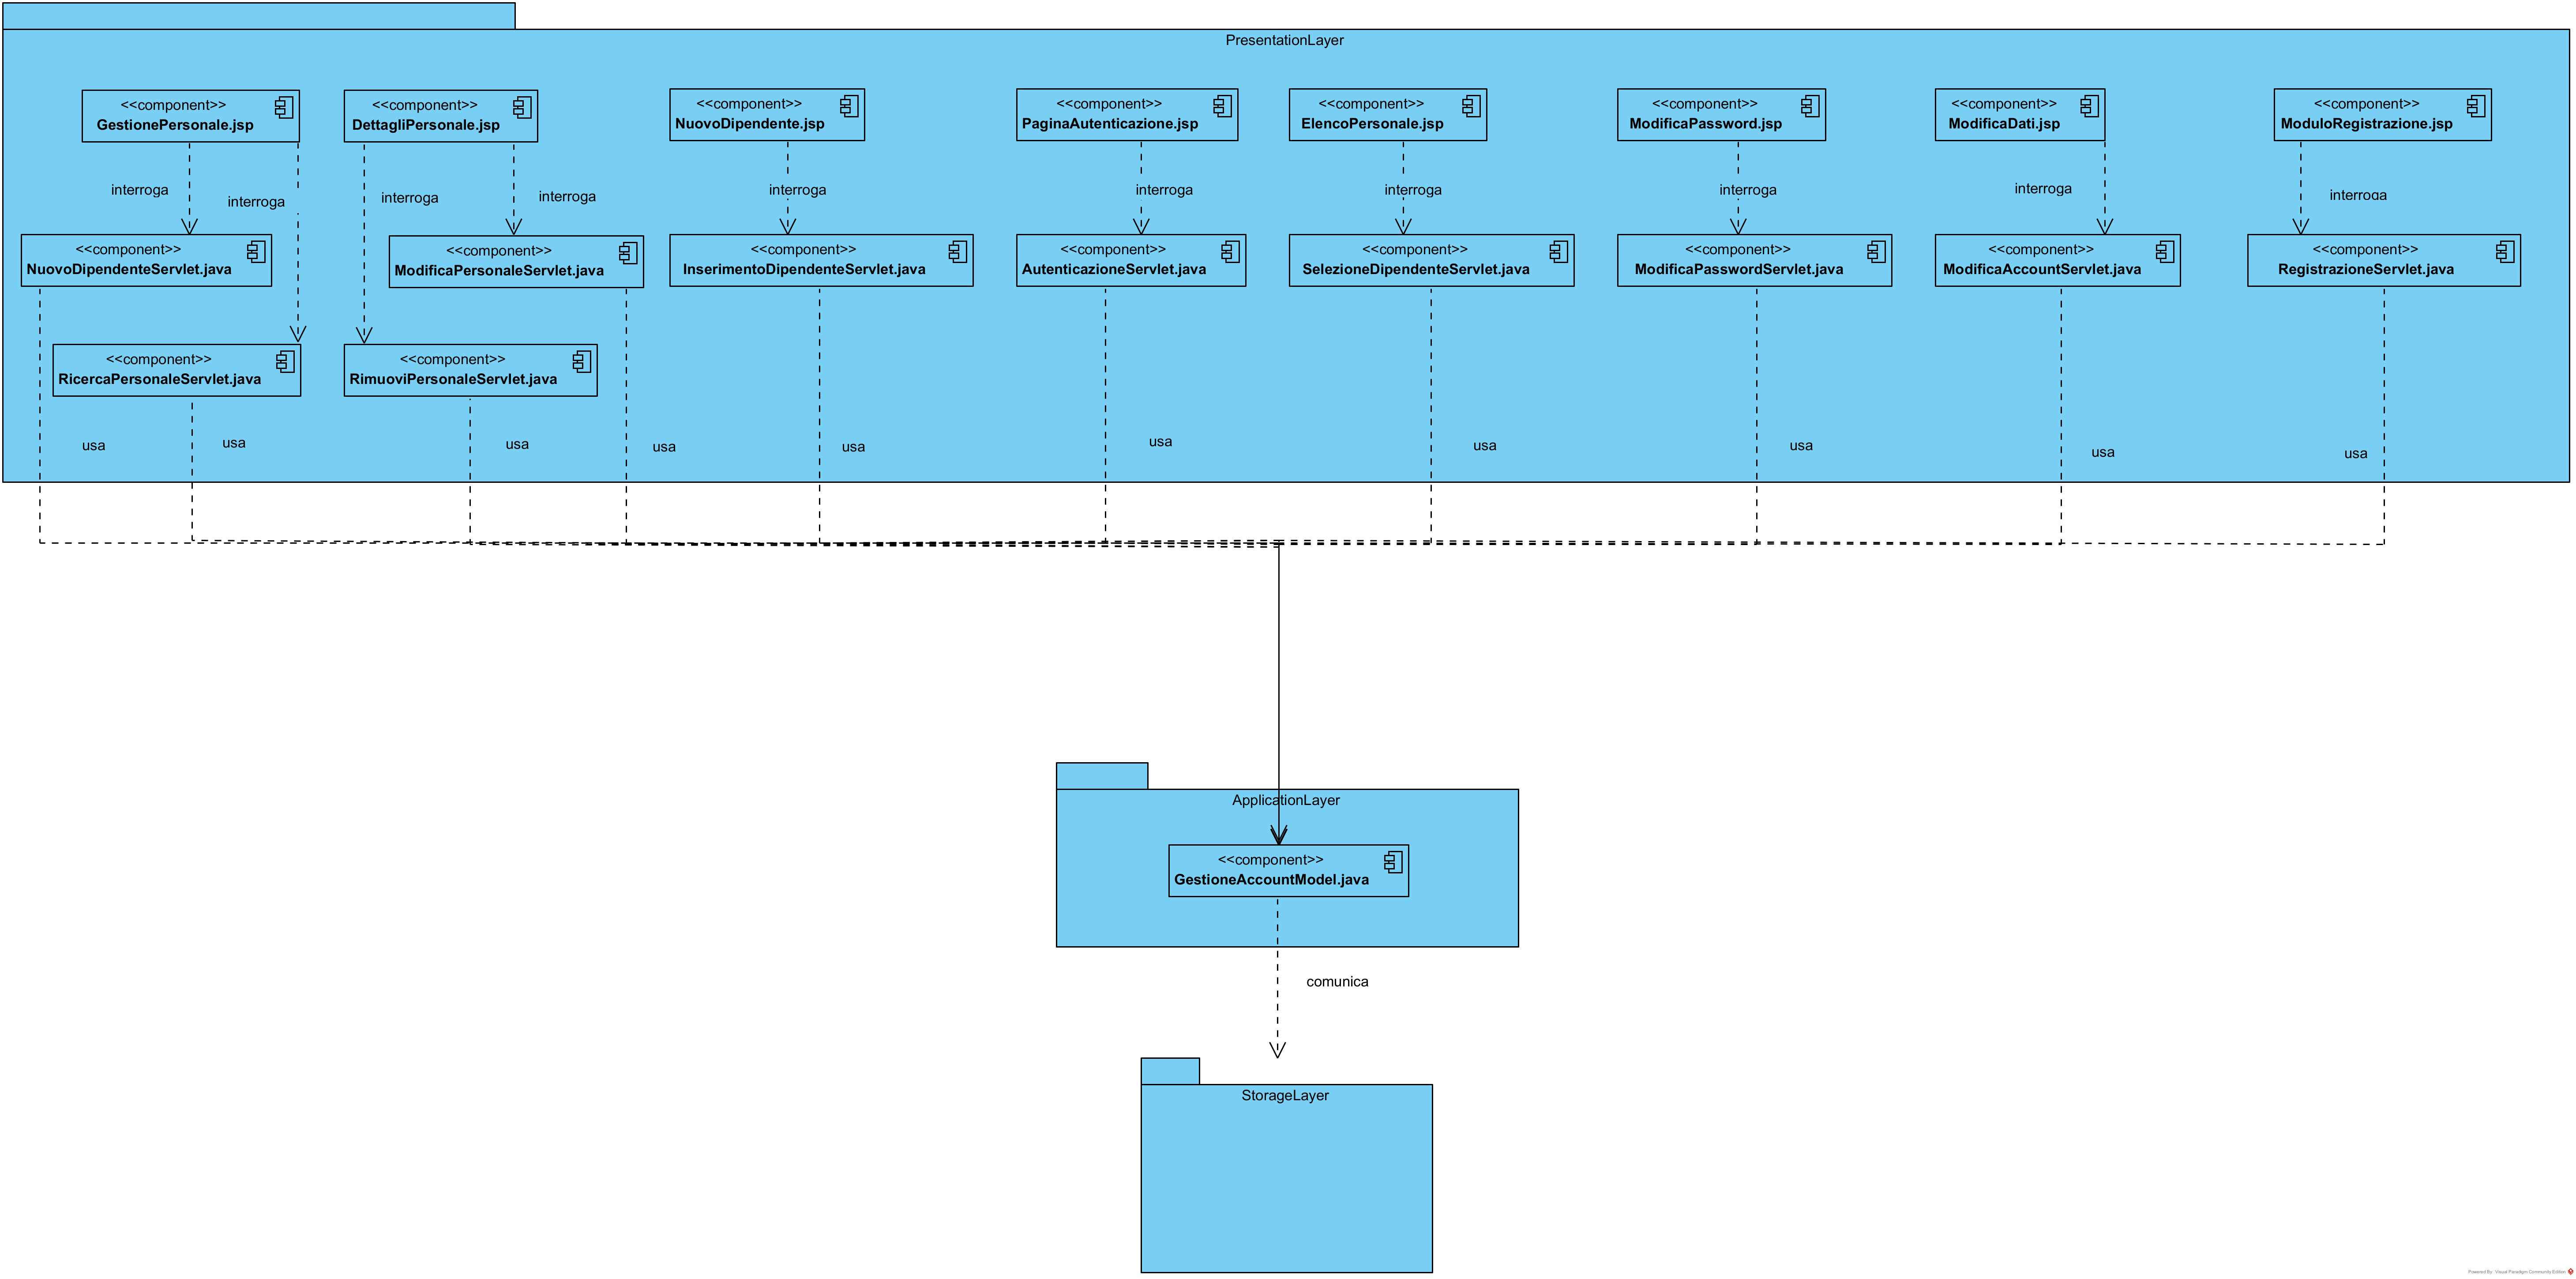 PresentationLayer
<<component>>
GestionePersonale.jsp
<<component>>
DettagliPersonale.jsp
<<component>>
NuovoDipendente.jsp
<<component>>
PaginaAutenticazione.jsp
<<component>>
ElencoPersonale.jsp
<<component>>
ModificaPassword.jsp
<<component>>
ModificaDati.jsp
<<component>>
ModuloRegistrazione.jsp
interroga
interroga
interroga
interroga
interroga
interroga
interroga
interroga
interroga
interroga
<<component>>
NuovoDipendenteServlet.java
<<component>>
ModificaPersonaleServlet.java
<<component>>
InserimentoDipendenteServlet.java
<<component>>
AutenticazioneServlet.java
<<component>>
SelezioneDipendenteServlet.java
<<component>>
ModificaPasswordServlet.java
<<component>>
ModificaAccountServlet.java
<<component>>
RegistrazioneServlet.java
<<component>>
RicercaPersonaleServlet.java
<<component>>
RimuoviPersonaleServlet.java
usa
usa
usa
usa
usa
usa
usa
usa
usa
usa
ApplicationLayer
<<component>>
GestioneAccountModel.java
comunica
StorageLayer
Powered By Visual Paradigm Community Edition